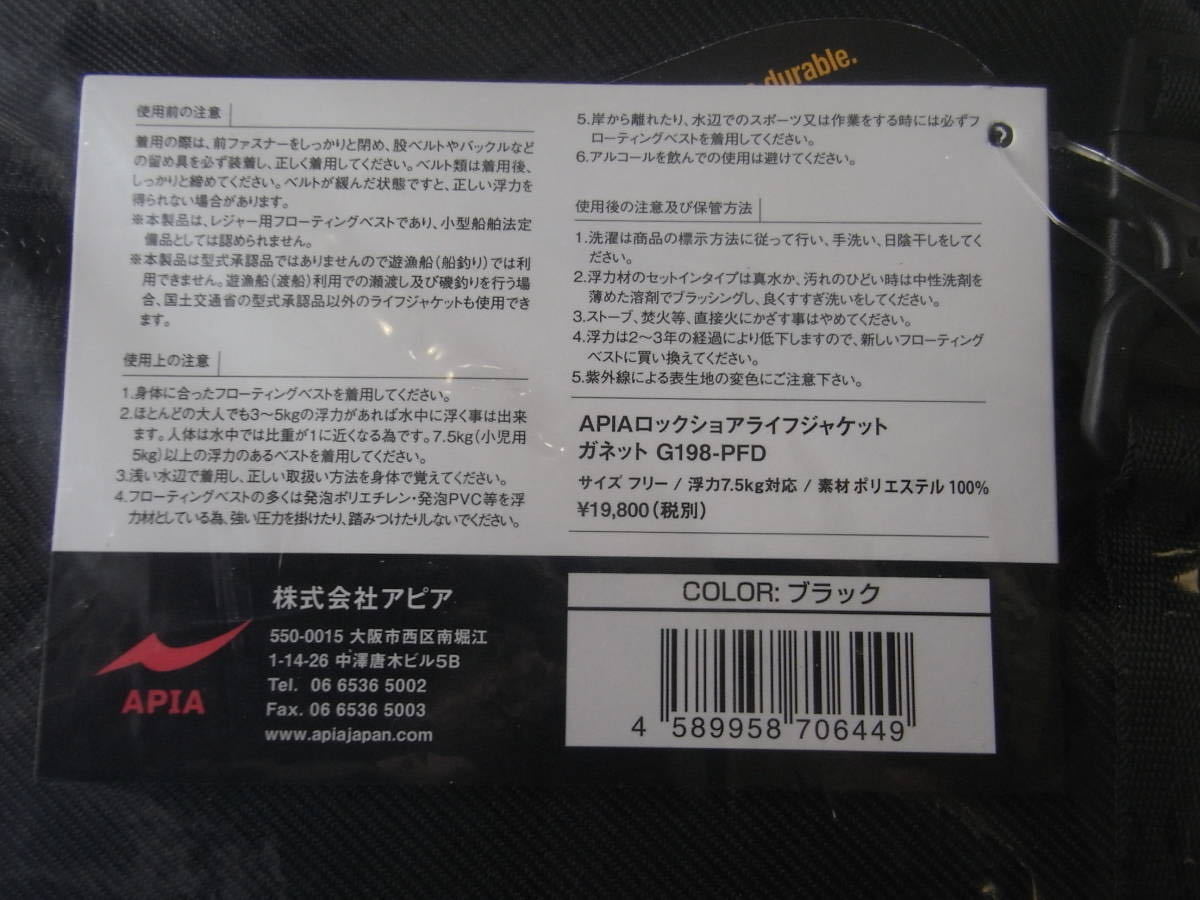 durable.
使用前の注意
着用の際は、前ファスナーをしっかりと閉め、股ベルトやバックルなど
の留め具を必ず装着し、正しく着用してください。ベルト類は着用後、
しっかりと締めてください。ベルトが緩んだ状態ですと、正しい浮力を
得られない場合があります。
※本製品は、レジャー用フローティングベストであり、小型船舶法定
備品としては認められません。
※本製品は型式承認品ではありませんので遊漁船(船釣り)では利
用できません。遊漁船(渡船)利用での瀬渡し及び磯釣りを行う場
合、国土交通省の型式承認品以外のライフジャケットも使用でき
ます。
使用上の注意
1.身体に合ったフローティングベストを着用してください。
2.ほとんどの大人でも3〜5kgの浮力があれば水中に浮く事は出来
ます。人体は水中では比重が1に近くなる為です。7.5kg(小児用
5kg)以上の浮力のあるベストを着用してください。
3.浅い水辺で着用し、正しい取扱い方法を身体で覚えてください。
4.フローティングベストの多くは発泡ポリエチレン・発泡PVC等を浮
力材としている為、強い圧力を掛けたり、踏みつけたりしないでください。
5.岸から離れたり、水辺でのスポーツ又は作業をする時には必ずフ
ローティングベストを着用してください。
6.アルコールを飲んでの使用は避けてください。
使用後の注意及び保管方法
1.洗濯は商品の標示方法に従って行い、手洗い、日陰干しをしてく
ださい。
2.浮力材のセットインタイプは真水か、汚れのひどい時は中性洗剤を
薄めた溶剤でブラッシングし、良くすすぎ洗いをしてください。
3.ストーブ、焚火等、直接火にかざす事はやめてください。
4.浮力は2〜3年の経過により低下しますので、新しいフローティング
ベストに買い換えてください。
5.紫外線による表生地の変色にご注意下さい。
APIAロックショアライフジャケット
ガネット G198-PFD
サイズ フリー / 浮力7.5kg対応 / 素材 ポリエステル 100%
¥19,800(税別)
株式会社アピア
550-0015 大阪市西区南堀江
1-14-26 中澤唐木ビル5B
Tel. 06 6536 5002
Fax. 06 6536 5003
www.apiajapan.com
APIA
COLOR: ブラック
4 589958 706449